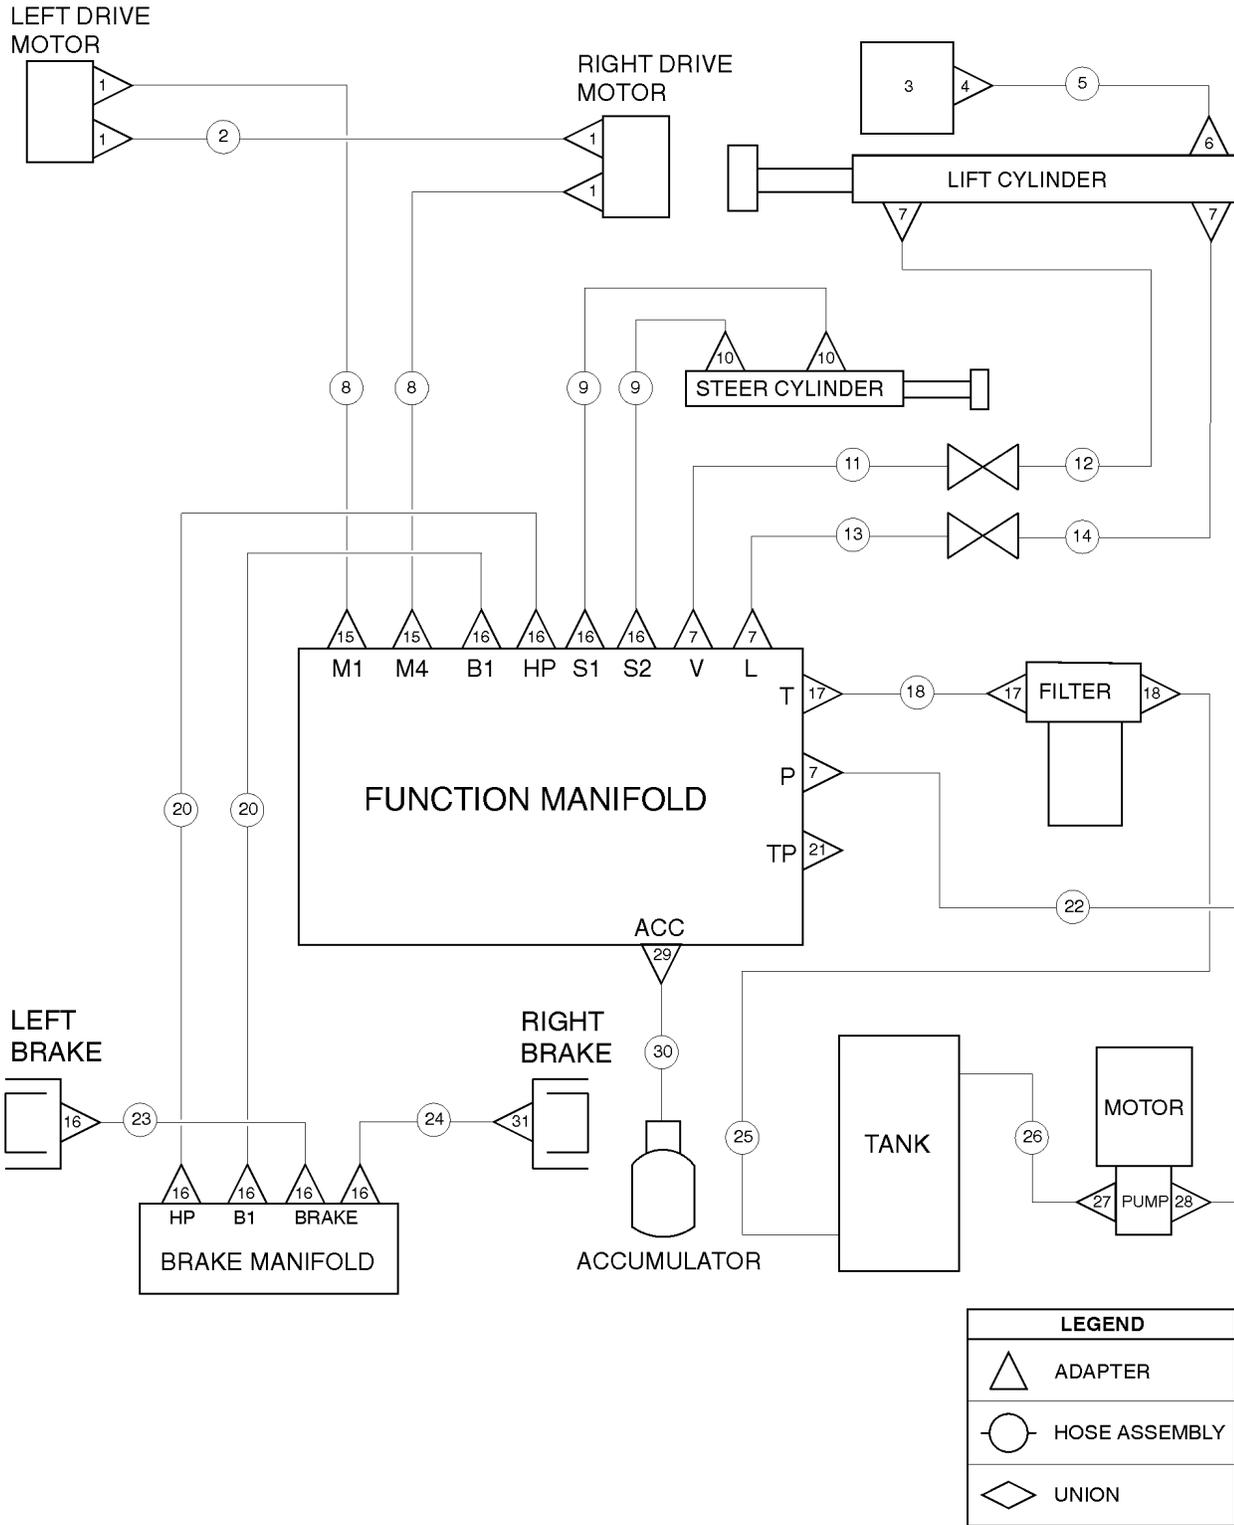 LEFT DRIVE
MOTOR
RIGHT DRIVE
MOTOR
1
1
2
1
1
3
4
5
6
LIFT CYLINDER
7
7
10
10
STEER CYLINDER
8
8
9
9
11
12
13
14
15
15
16
16
16
16
7
7
M1
M4
B1
HP
S1
S2
V
L
T
17
18
17
FILTER
18
P
7
FUNCTION MANIFOLD
20
20
TP
21
22
ACC
29
LEFT
BRAKE
RIGHT
BRAKE
30
16
23
24
31
25
TANK
26
MOTOR
16
16
16
16
27
PUMP
28
HP
B1
BRAKE
BRAKE MANIFOLD
ACCUMULATOR
LEGEND
ADAPTER
HOSE ASSEMBLY
UNION